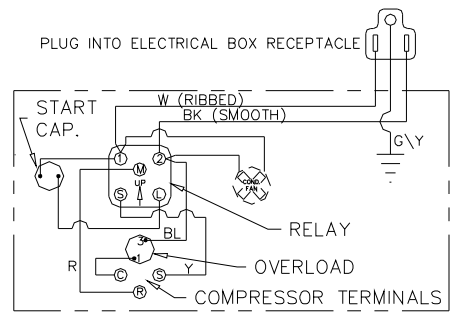 PLUG INTO ELECTRICAL BOX RECEPTACLE
W (RIBBED)
BK (SMOOTH)
START
CAP.
G\Y
1
2
M
UP
COND.
FAN
S
L
RELAY
BL
3
1
R
Y
OVERLOAD
C
S
R
COMPRESSOR TERMINALS